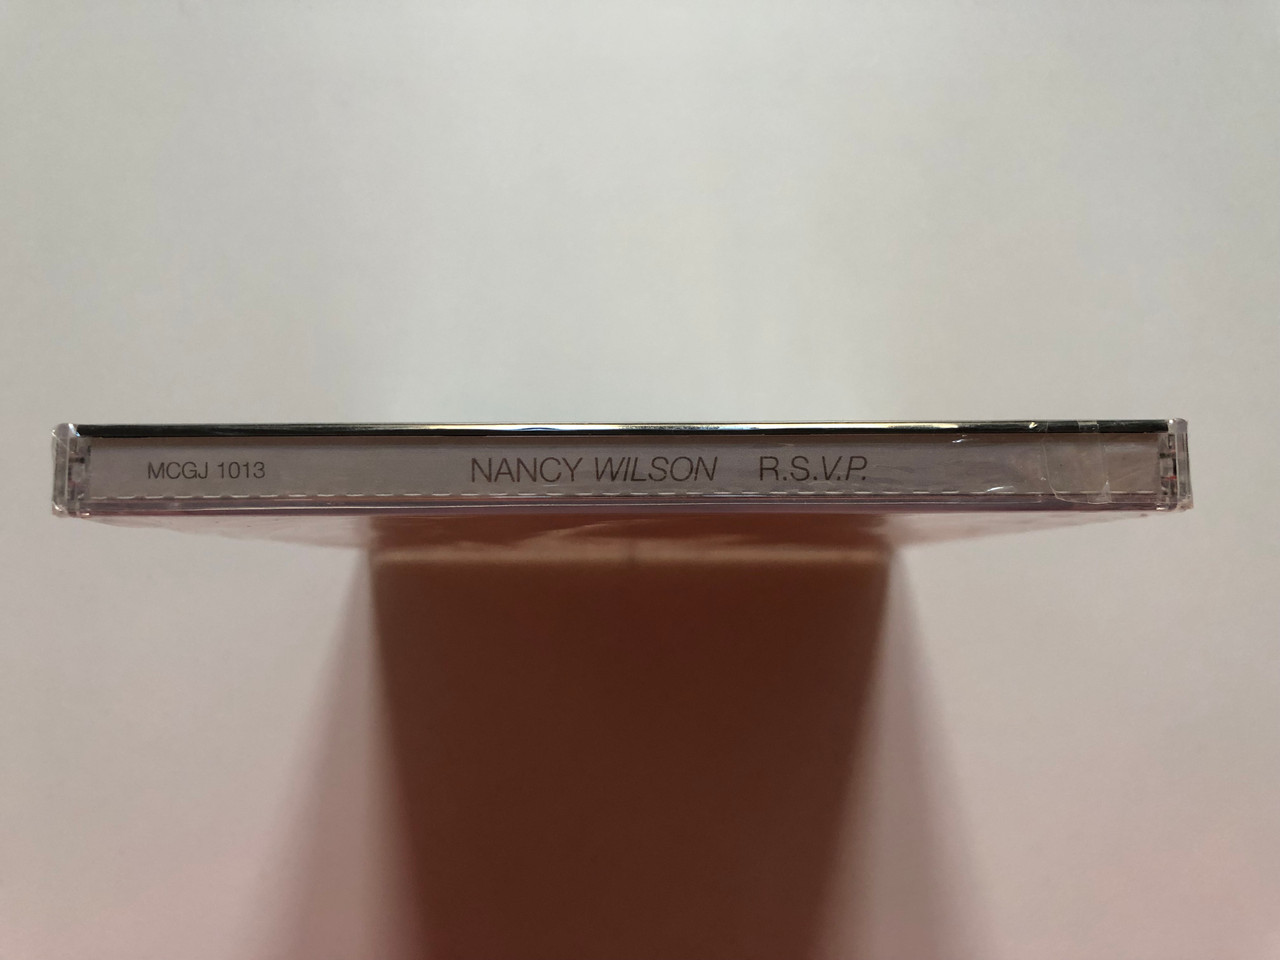 MCGJ 1013 NANCY WILSON R.S.V.P.